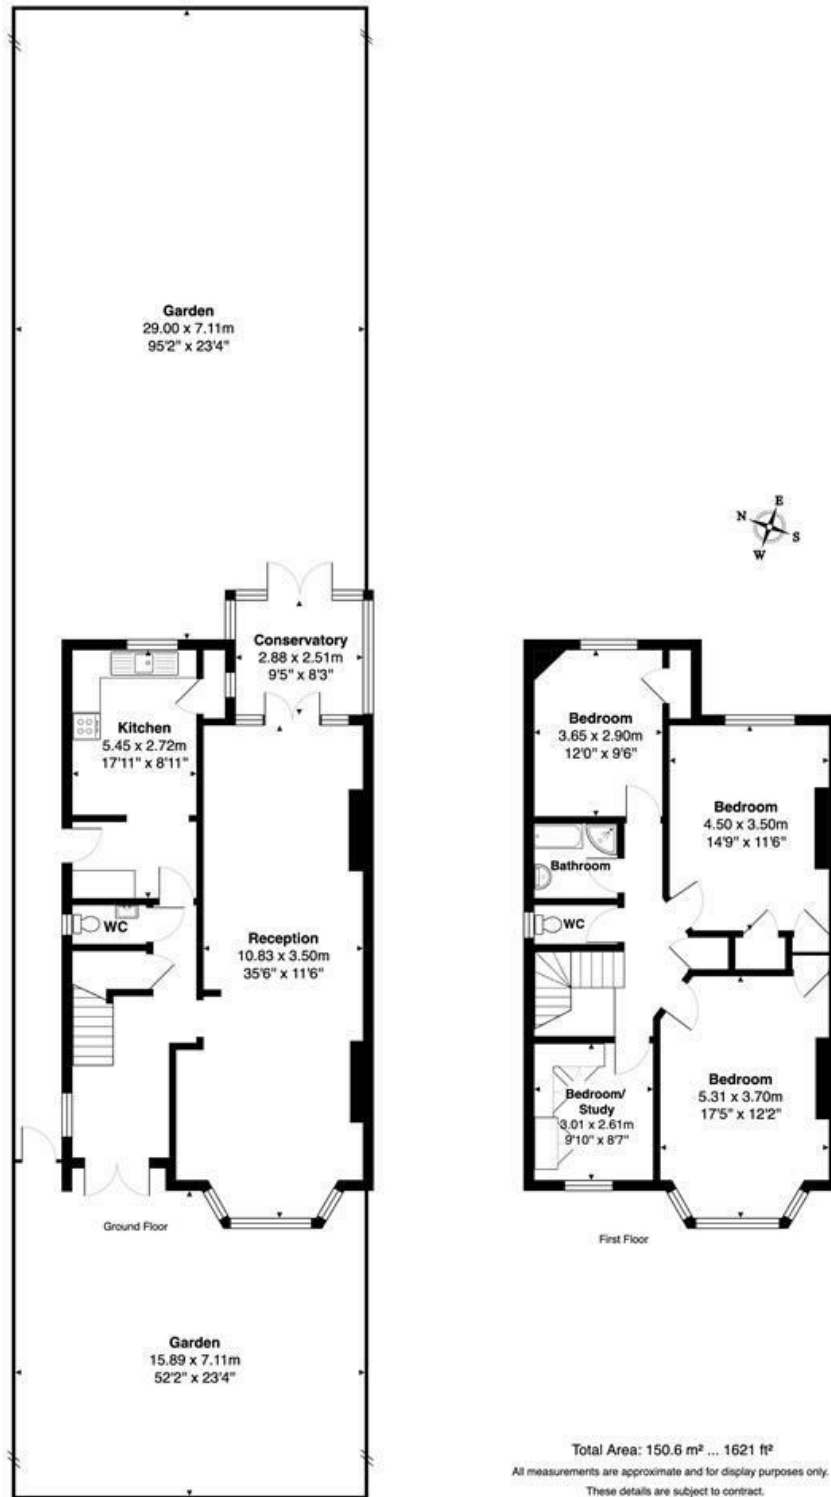 Garden
29.00 x 7.11m
95'2" x 23'4"
E
N
S
W
Conservatory
2.88 x 2.51m
9'5" x 8'3"
Kitchen
5.45 x 2.72m
17'11" x 8'11"
WC
Reception
10.83 x 3.50m
35'6" x 11'6"
Ground Floor
Garden
15.89 x 7.11m
52'2" x 23'4"
Bedroom
3.65 x 2.90m
12'0" x 9'6"
Bedroom
4.50 x 3.50m
14'9" x 11'6"
Bathroom
WC
Bedroom/
Study
3.01 x 2.61m
9'10" x 8'7"
Bedroom
5.31 x 3.70m
17'5" x 12'2"
First Floor
Total Area: 150.6 m² ... 1621 ft²
All measurements are approximate and for display purposes only.
These details are subject to contract.